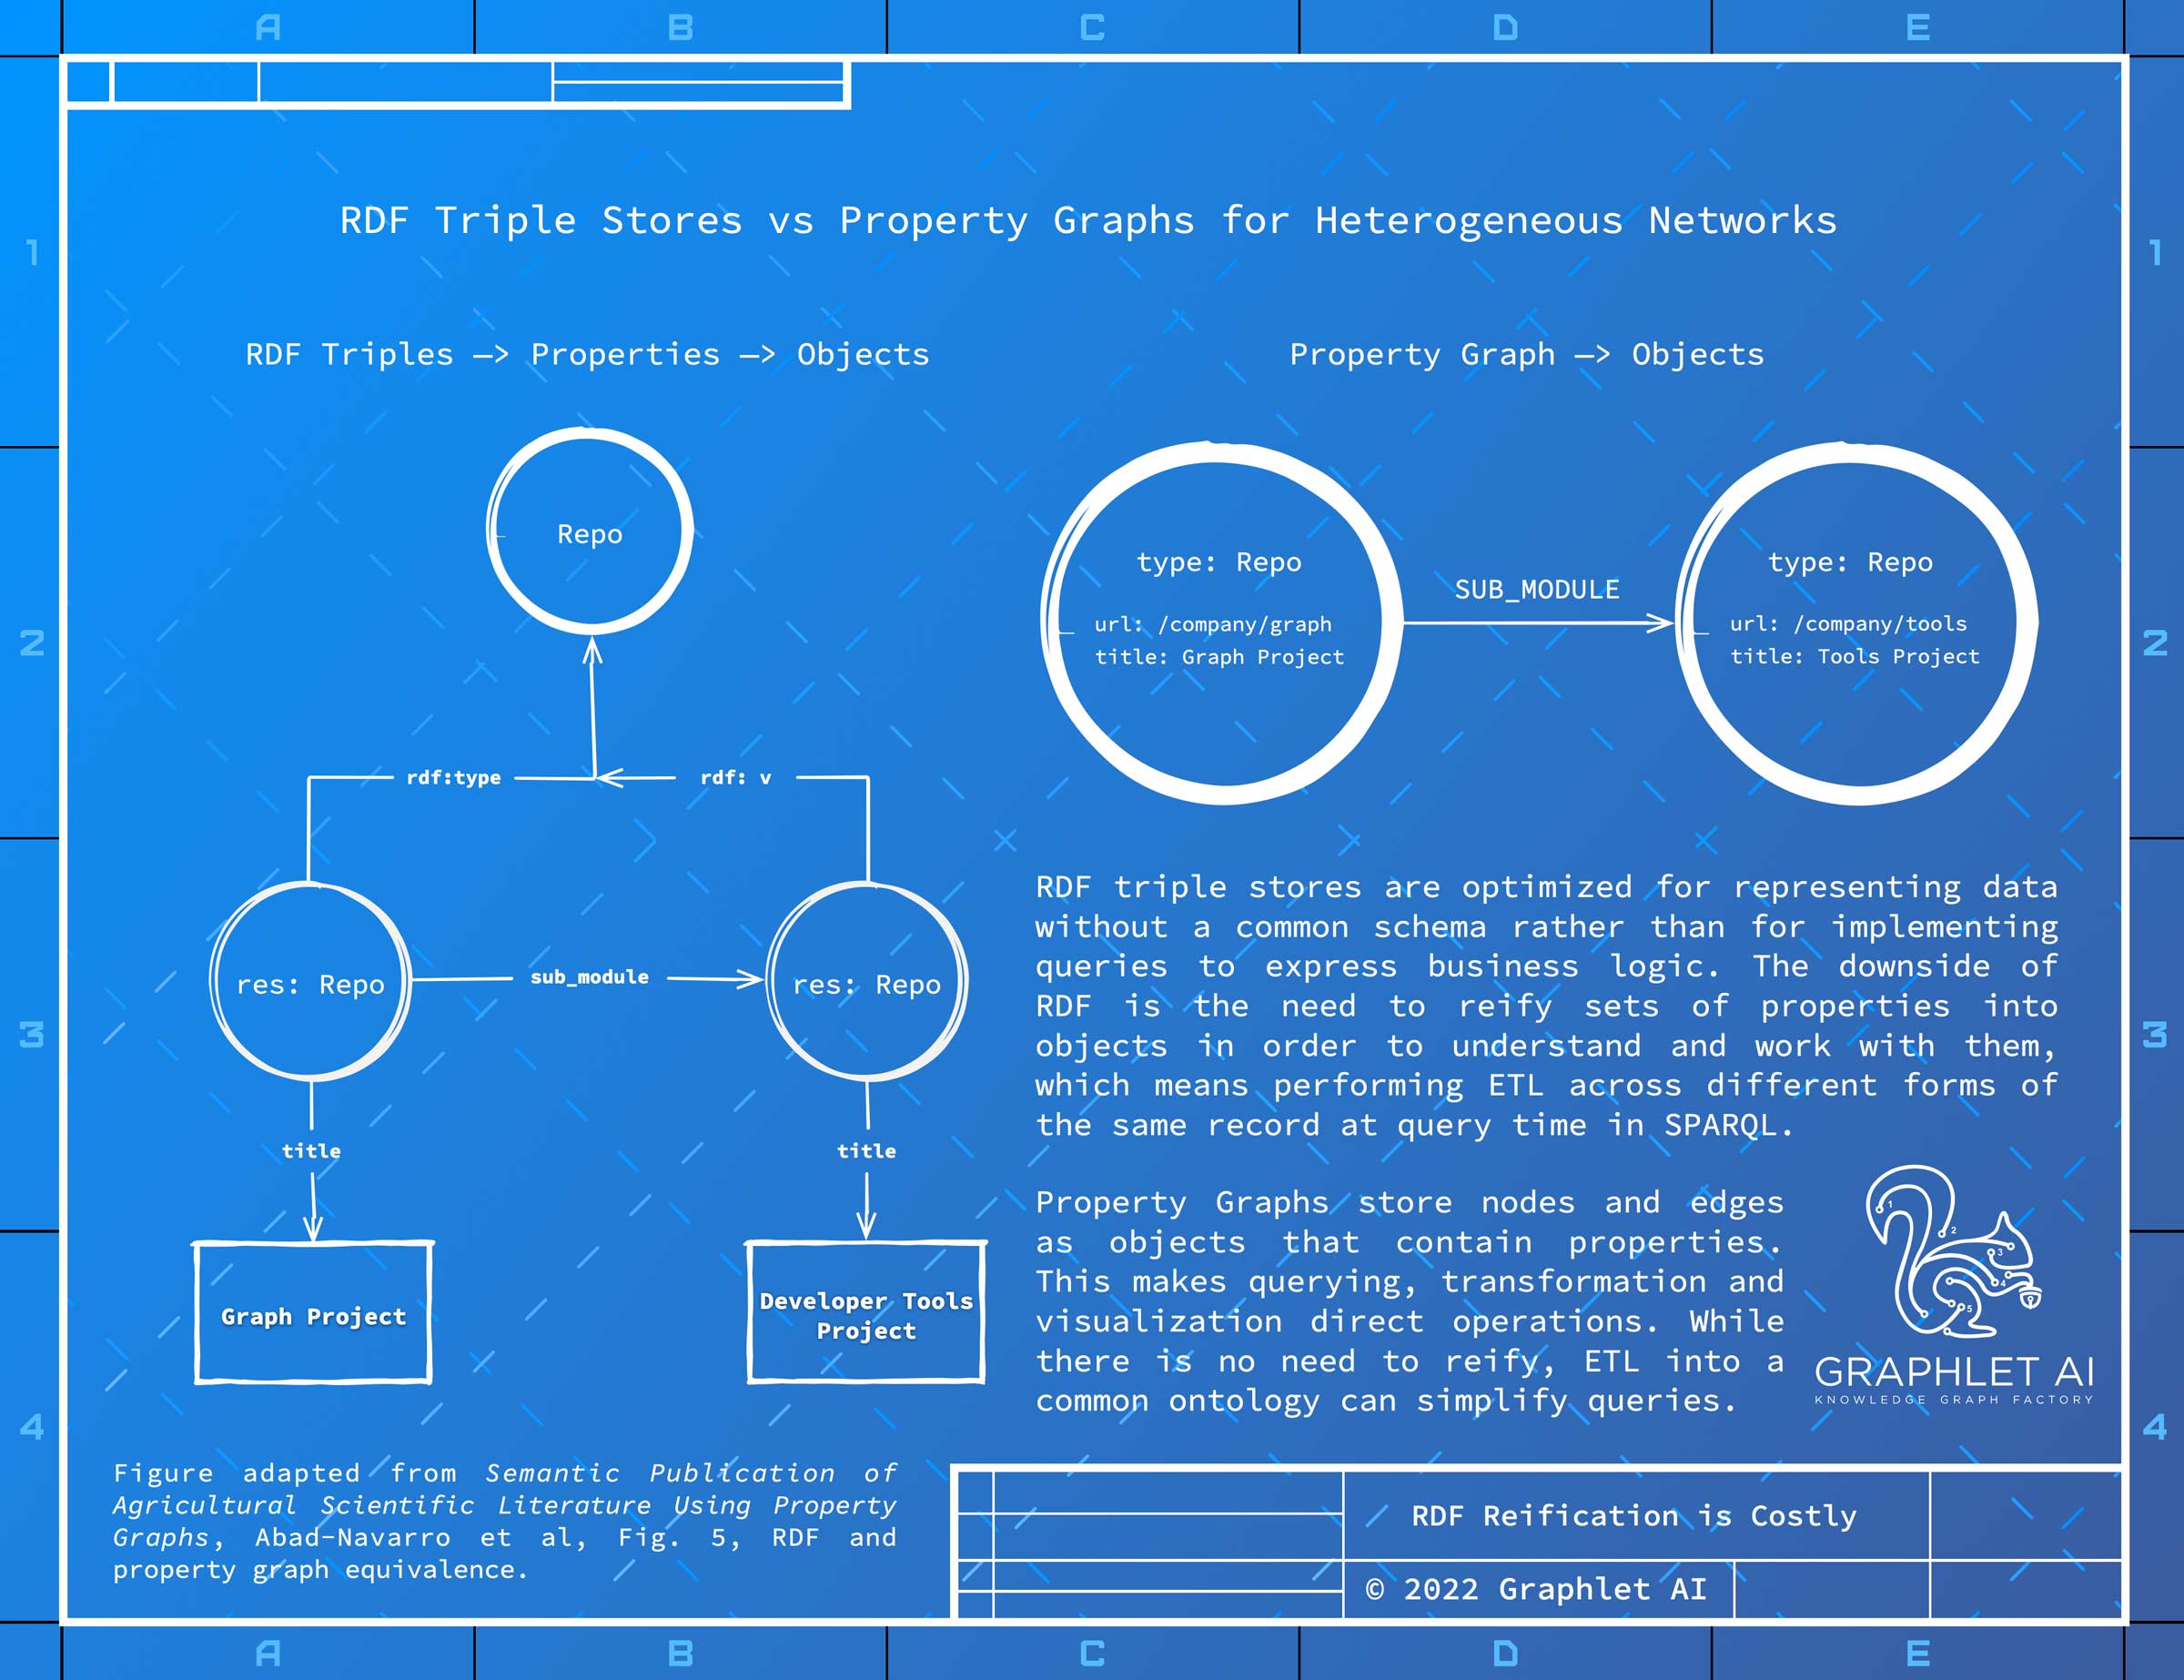 A B C D E
1 1
RDF Triple Stores vs Property Graphs for Heterogeneous Networks
RDF Triples —> Properties —> Objects
Property Graph —> Objects
2 2
Repo
type: Repo
url: /company/graph
title: Graph Project
SUB_MODULE
type: Repo
url: /company/tools
title: Tools Project
rdf:type
rdf: v
3 3
res: Repo
sub_module
res: Repo
title
title
Graph Project
Developer Tools
Project
RDF triple stores are optimized for representing data
without a common schema rather than for implementing
queries to express business logic. The downside of
RDF is the need to reify sets of properties into
objects in order to understand and work with them,
which means performing ETL across different forms of
the same record at query time in SPARQL.
Property Graphs store nodes and edges
as objects that contain properties.
This makes querying, transformation and
visualization direct operations. While
there is no need to reify, ETL into a
common ontology can simplify queries.
1
2
3
4
5
GRAPHLET AI
KNOWLEDGE GRAPH FACTORY
4 4
Figure adapted from Semantic Publication of
Agricultural Scientific Literature Using Property
Graphs, Abad-Navarro et al, Fig. 5, RDF and
property graph equivalence.
RDF Reification is Costly
© 2022 Graphlet AI
A B C D E